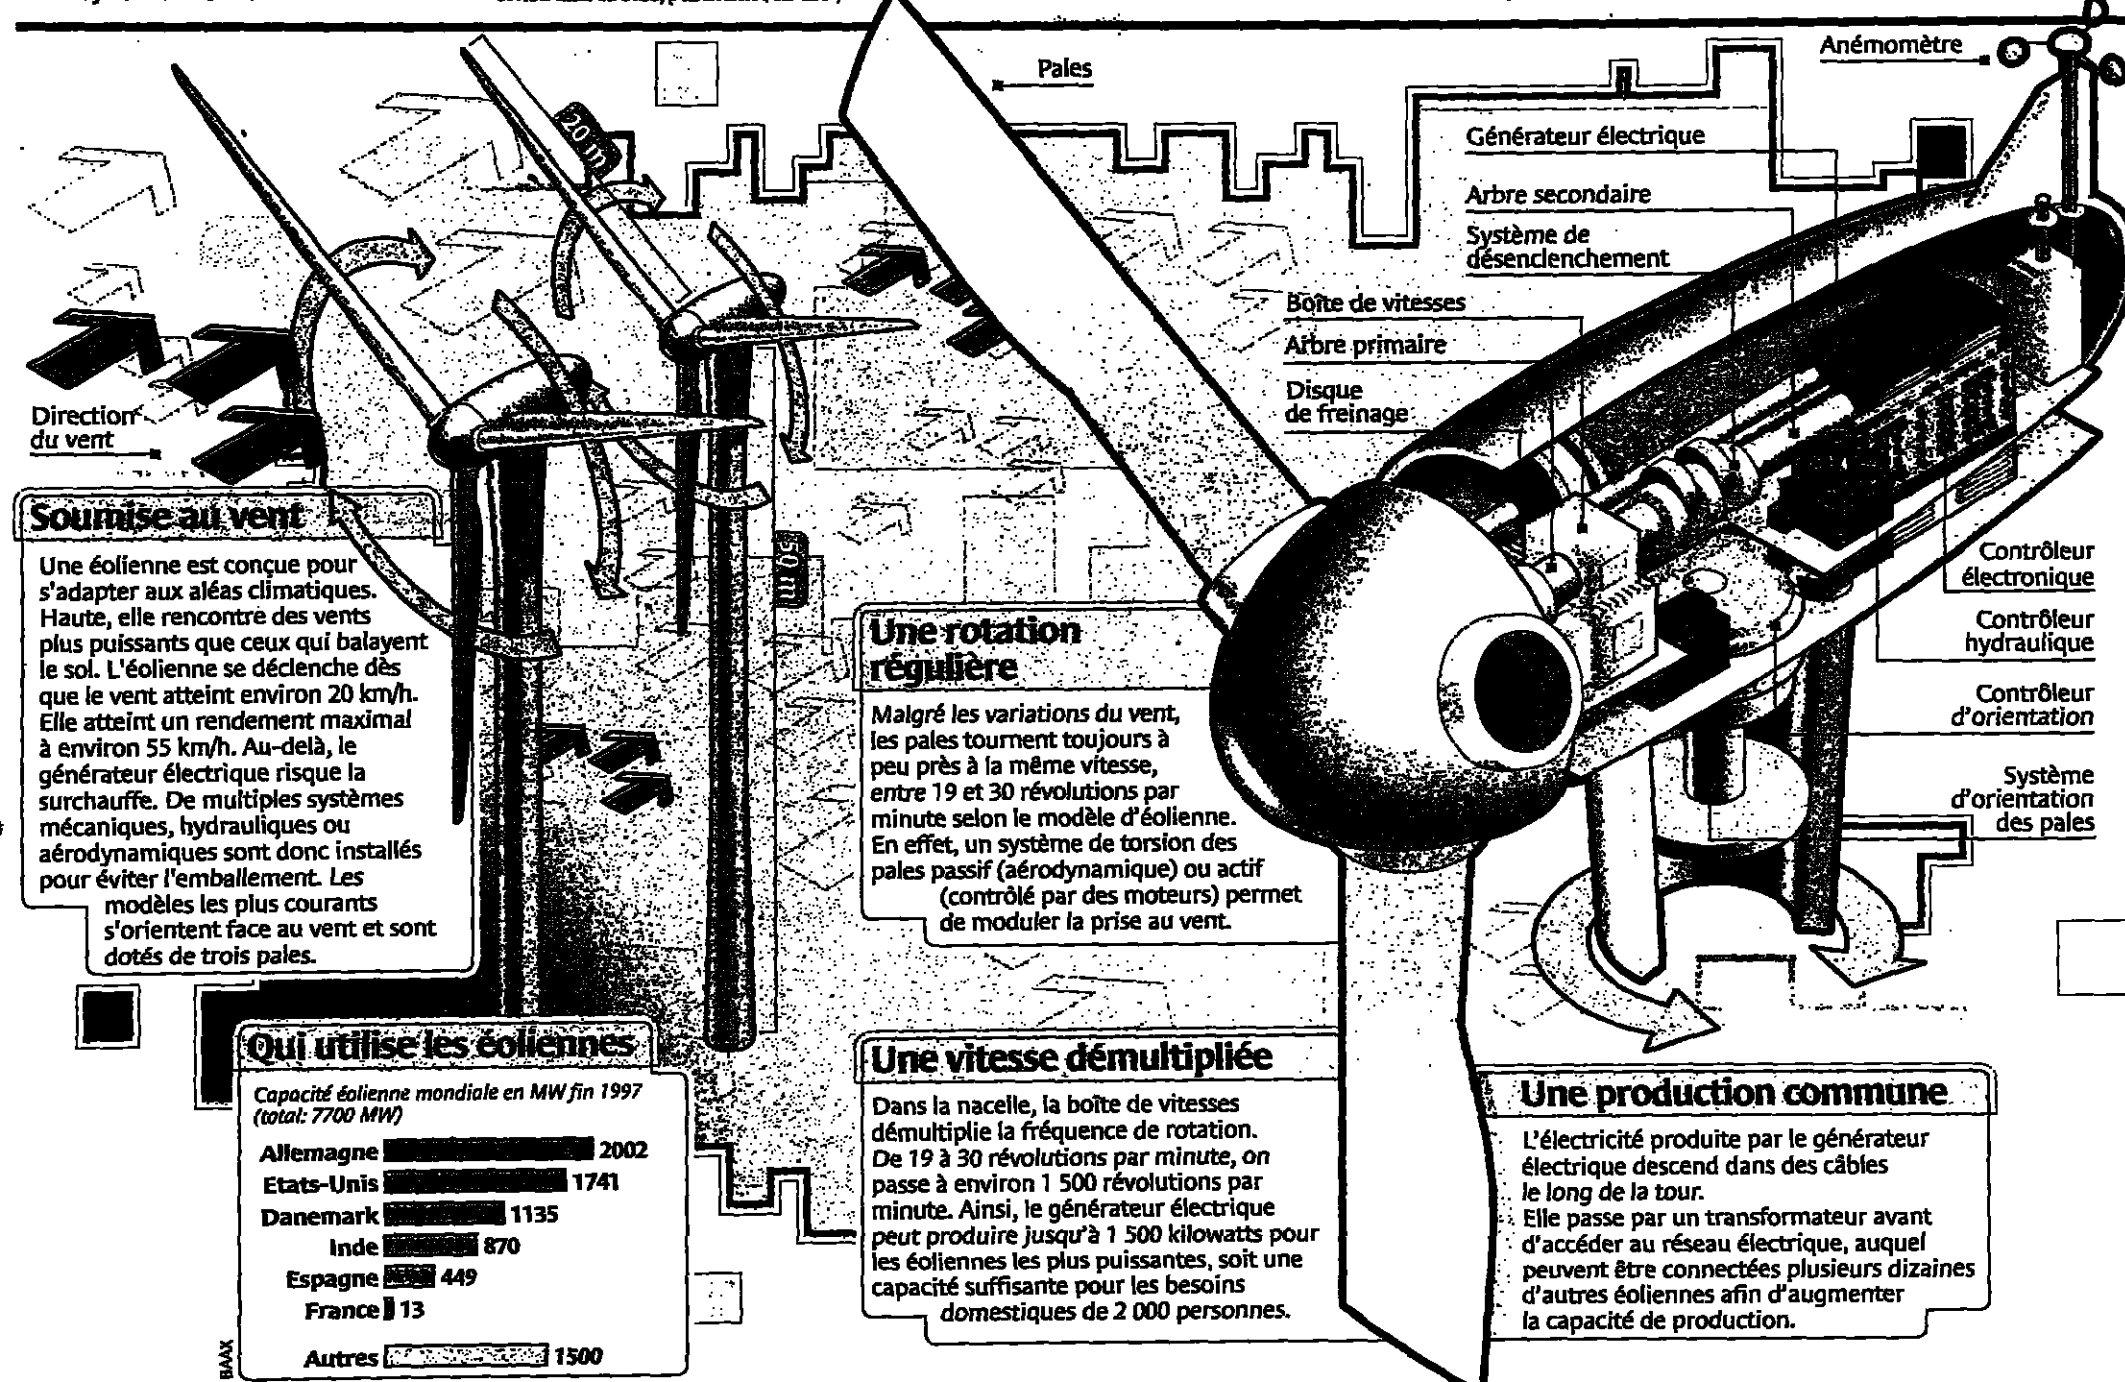 Pales
Anémomètre
20 m
Générateur électrique
Arbre secondaire
Système de
désenclenchement
Boîte de vitesses
Arbre primaire
Disque
de freinage
Direction
du vent
50 m
Contrôleur
électronique
Contrôleur
hydraulique
Contrôleur
d'orientation
Système
d'orientation
des pales
Soumise au vent
Une éolienne est conçue pour
s'adapter aux aléas climatiques.
Haute, elle rencontre des vents
plus puissants que ceux qui balayent
le sol. L'éolienne se déclenche dès
que le vent atteint environ 20 km/h.
Elle atteint un rendement maximal
à environ 55 km/h. Au-delà, le
générateur électrique risque la
surchauffe. De multiples systèmes
mécaniques, hydrauliques ou
aérodynamiques sont donc installés
pour éviter l'emballement. Les
modèles les plus courants
s'orientent face au vent et sont
dotés de trois pales.
Une rotation
régulière
Malgré les variations du vent,
les pales tournent toujours à
peu près à la même vitesse,
entre 19 et 30 révolutions par
minute selon le modèle d'éolienne.
En effet, un système de torsion des
pales passif (aérodynamique) ou actif
(contrôlé par des moteurs) permet
de moduler la prise au vent.
Qui utilise les éoliennes
Capacité éolienne mondiale en MW fin 1997
(total: 7700 MW)
Allemagne 2002
Etats-Unis 1741
Danemark 1135
Inde 870
Espagne 449
France 13
Autres 1500
BAAX
Une vitesse démultipliée
Dans la nacelle, la boîte de vitesses
démultiplie la fréquence de rotation.
De 19 à 30 révolutions par minute, on
passe à environ 1 500 révolutions par
minute. Ainsi, le générateur électrique
peut produire jusqu'à 1 500 kilowatts pour
les éoliennes les plus puissantes, soit une
capacité suffisante pour les besoins
domestiques de 2 000 personnes.
Une production commune
L'électricité produite par le générateur
électrique descend dans des câbles
le long de la tour.
Elle passe par un transformateur avant
d'accéder au réseau électrique, auquel
peuvent être connectées plusieurs dizaines
d'autres éoliennes afin d'augmenter
la capacité de production.